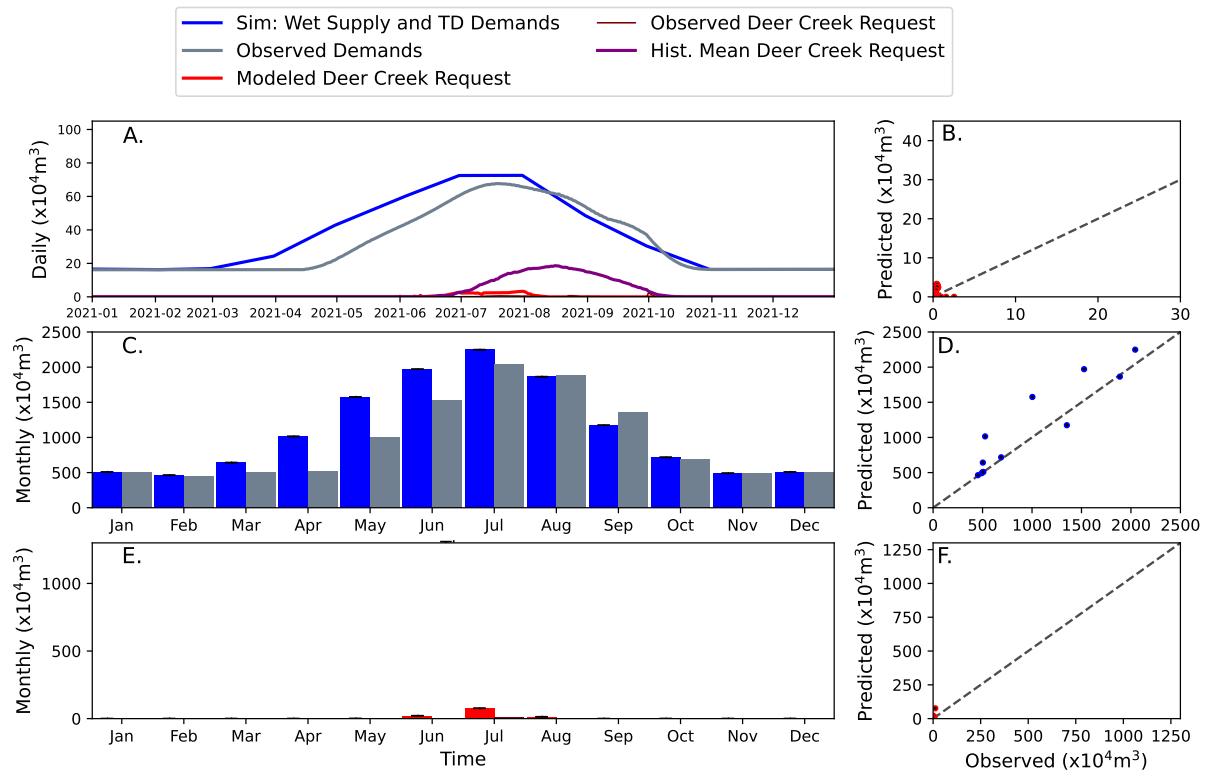 Sim: Wet Supply and TD Demands
Observed Demands
Modeled Deer Creek Request
Observed Deer Creek Request
Hist. Mean Deer Creek Request
A.
Daily (x10⁴m³)
100
80
60
40
20
0
2021-01 2021-02 2021-03 2021-04 2021-05 2021-06 2021-07 2021-08 2021-09 2021-10 2021-11 2021-12
B.
Predicted (x10⁴m³)
40
30
20
10
0
0 10 20 30
C.
Monthly (x10⁴m³)
2500
2000
1500
1000
500
0
Jan Feb Mar Apr May Jun Jul Aug Sep Oct Nov Dec
D.
Predicted (x10⁴m³)
2500
2000
1500
1000
500
0
0 500 1000 1500 2000 2500
E.
Monthly (x10⁴m³)
1000
500
0
Jan Feb Mar Apr May Jun Jul Aug Sep Oct Nov Dec
Time
F.
Predicted (x10⁴m³)
1250
1000
750
500
250
0
0 250 500 750 1000 1250
Observed (x10⁴m³)